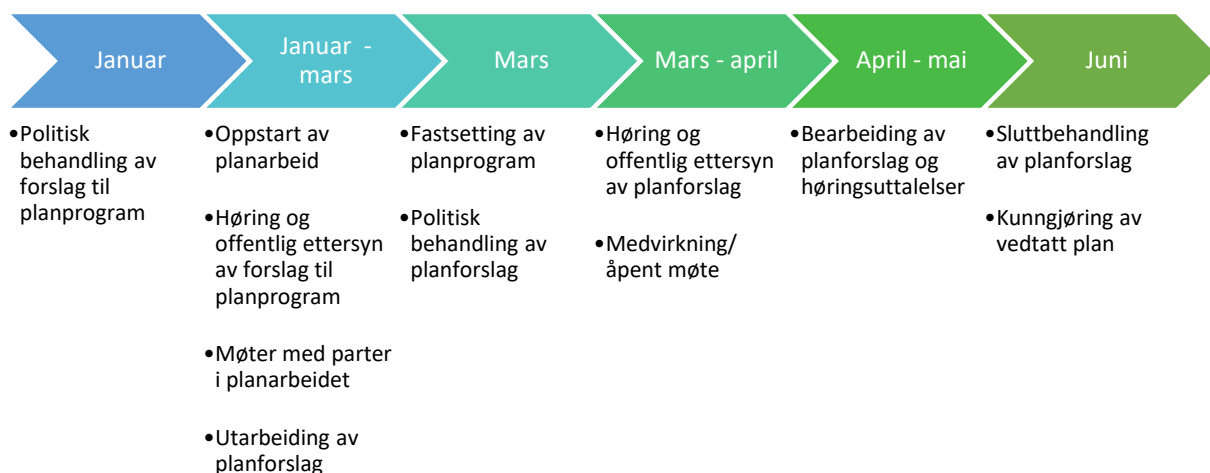 Januar
Januar -
mars
Mars
Mars - april
April - mai
Juni
•Politisk
behandling av
forslag til
planprogram
•Oppstart av
planarbeid
•Høring og
offentlig ettersyn
av forslag til
planprogram
•Møter med parter
i planarbeidet
•Utarbeiding av
planforslag
•Fastsetting av
planprogram
•Politisk
behandling av
planforslag
•Høring og
offentlig ettersyn
av planforslag
•Medvirkning/
åpent møte
•Bearbeiding av
planforslag og
høringsuttalelser
•Sluttbehandling
av planforslag
•Kunngjøring av
vedtatt plan